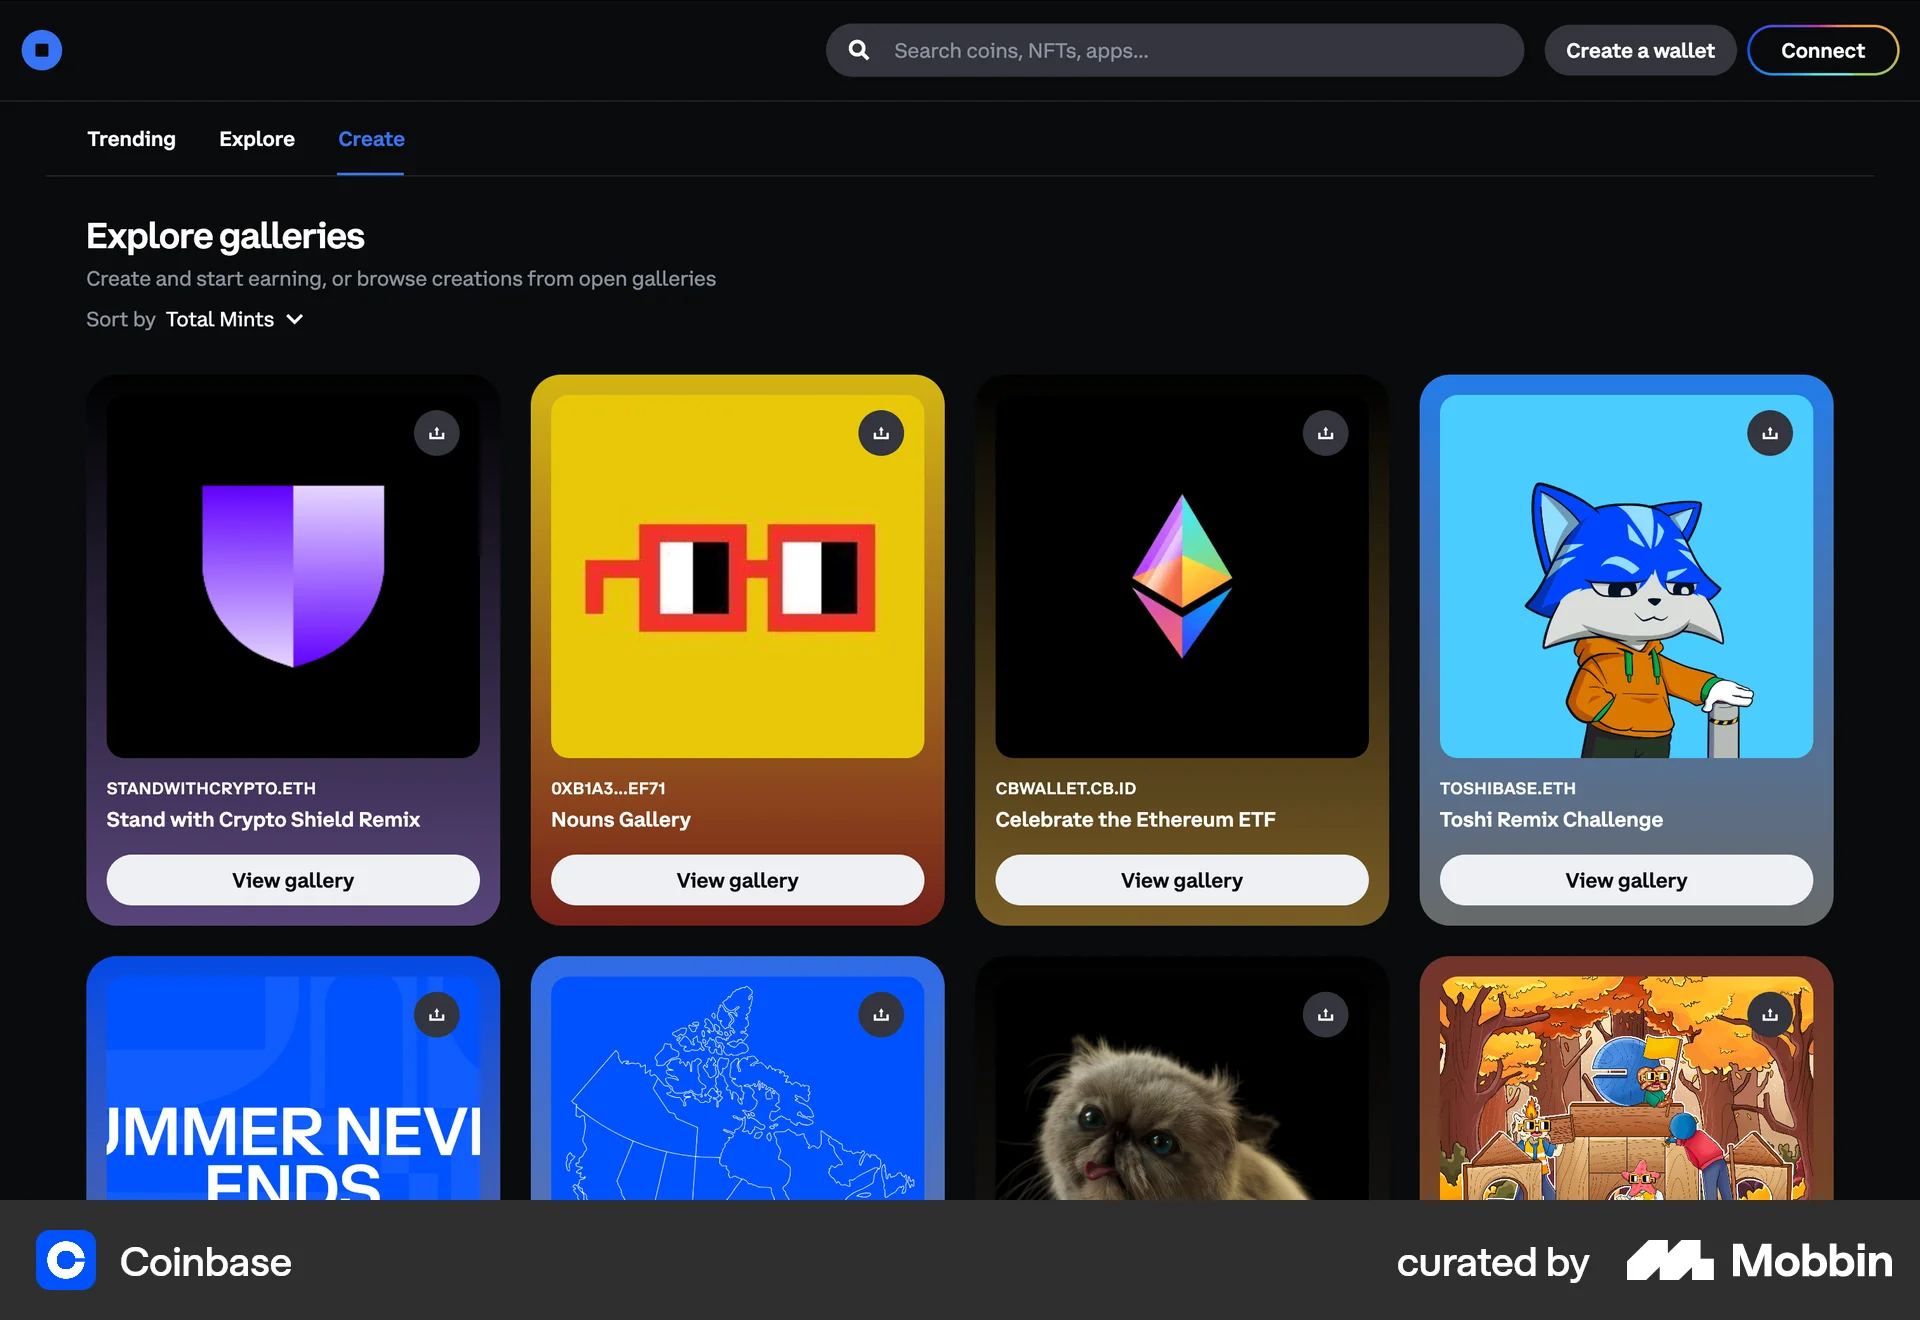 Search coins, NFTs, apps...
Create a wallet
Connect
Trending
Explore
Create
Explore galleries
Create and start earning, or browse creations from open galleries
Sort by Total Mints
STANDWITHCRYPTO.ETH
Stand with Crypto Shield Remix
View gallery
0XB1A3...EF71
Nouns Gallery
View gallery
CBWALLET.CB.ID
Celebrate the Ethereum ETF
View gallery
TOSHIBASE.ETH
Toshi Remix Challenge
View gallery
UMMER NEVE
ENDS
Coinbase
curated by Mobbin